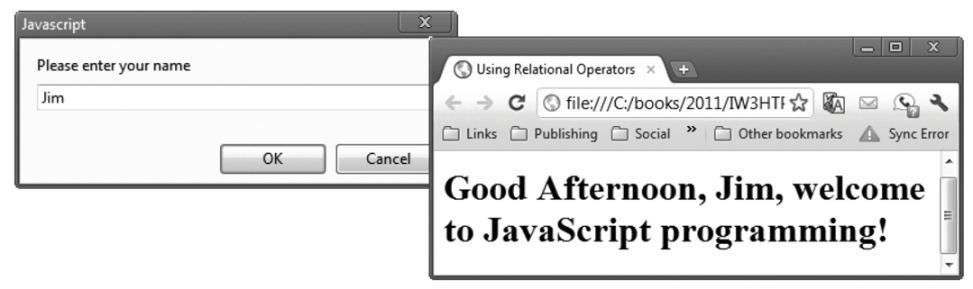 Javascript
Please enter your name
Jim
OK
Cancel
Using Relational Operators
file:///C:/books/2011/IW3HTP
Links
Publishing
Social
»
Other bookmarks
Sync Error
Good Afternoon, Jim, welcome
to JavaScript programming!